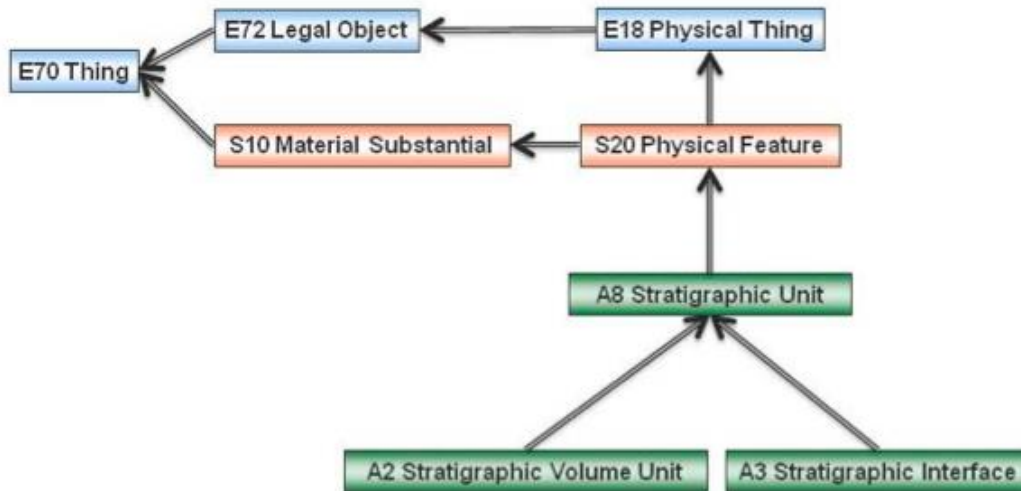 E72 Legal Object
E18 Physical Thing
E70 Thing
S10 Material Substantial
S20 Physical Feature
A8 Stratigraphic Unit
A2 Stratigraphic Volume Unit
A3 Stratigraphic Interface